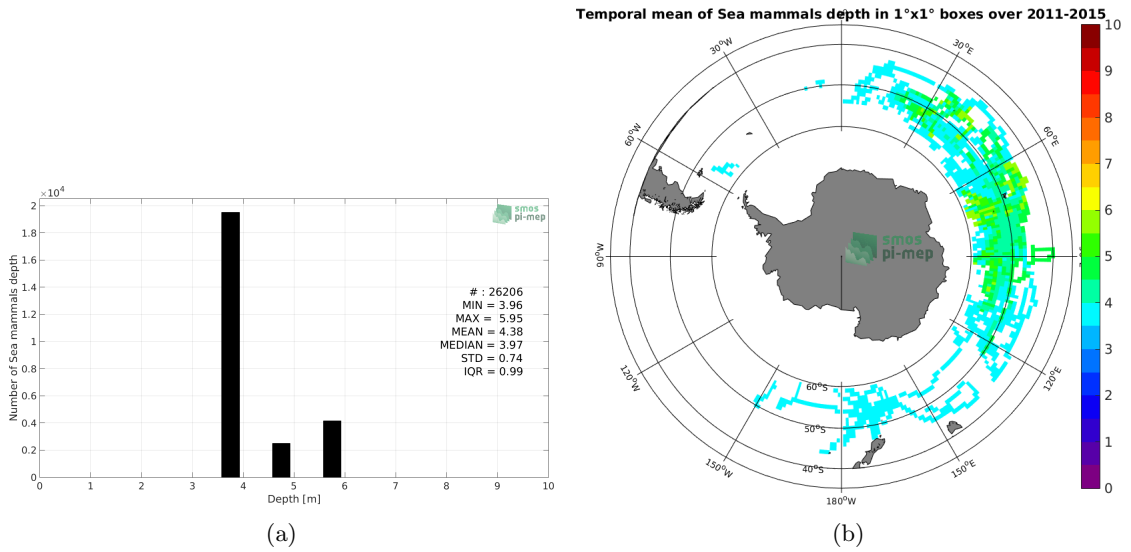 ×10⁴
2
1.8
1.6
1.4
1.2
1
0.8
0.6
0.4
0.2
0
Number of Sea mammals depth
smos
pi-mep
# : 26206
MIN = 3.96
MAX = 5.95
MEAN = 4.38
MEDIAN = 3.97
STD = 0.74
IQR = 0.99
0 1 2 3 4 5 6 7 8 9 10
Depth [m]
(a)
Temporal mean of Sea mammals depth in 1°x1° boxes over 2011-2015
30°W
30°E
60°W
60°E
90°W
120°W
120°E
150°W
150°E
180°W
60°S
50°S
40°S
smos
pi-mep
10
9
8
7
6
5
4
3
2
1
0
(b)